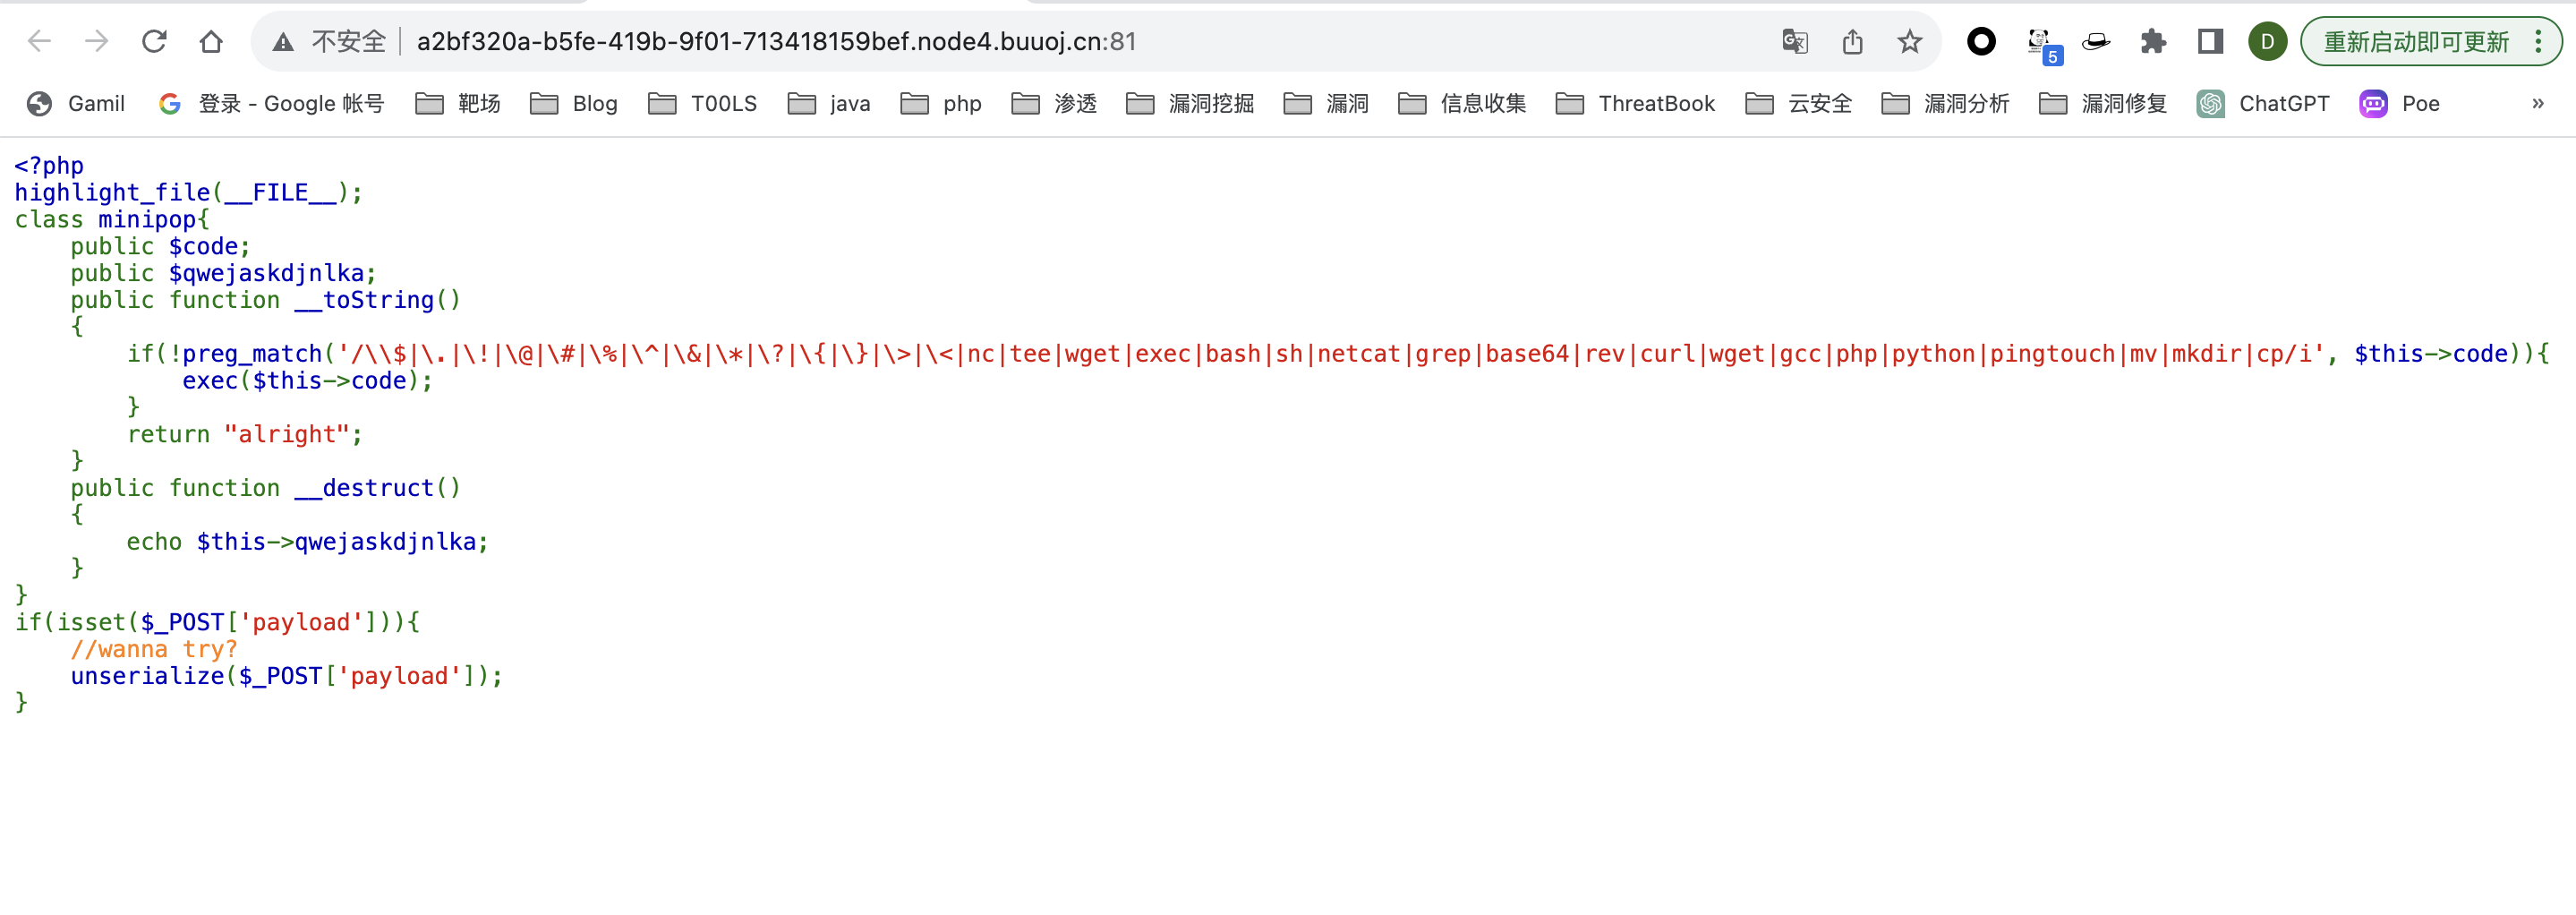 不安全 a2bf320a-b5fe-419b-9f01-713418159bef.node4.buuoj.cn:81 5 D 重新启动即可更新
Gamil 登录 - Google 帐号 靶场 Blog T00LS java php 渗透 漏洞挖掘 漏洞 信息收集 ThreatBook 云安全 漏洞分析 漏洞修复 ChatGPT Poe »
<?php
highlight_file(__FILE__);
class minipop{
    public $code;
    public $qwejaskdjnlka;
    public function __toString()
    {
        if(!preg_match('/\\$|\.|\!|\@|\#|\%|\^|\&|\*|\?|\{|\}|\>|\<|nc|tee|wget|exec|bash|sh|netcat|grep|base64|rev|curl|wget|gcc|php|python|pingtouch|mv|mkdir|cp/i', $this->code)){
            exec($this->code);
        }
        return "alright";
    }
    public function __destruct()
    {
        echo $this->qwejaskdjnlka;
    }
}
if(isset($_POST['payload'])){
    //wanna try?
    unserialize($_POST['payload']);
}